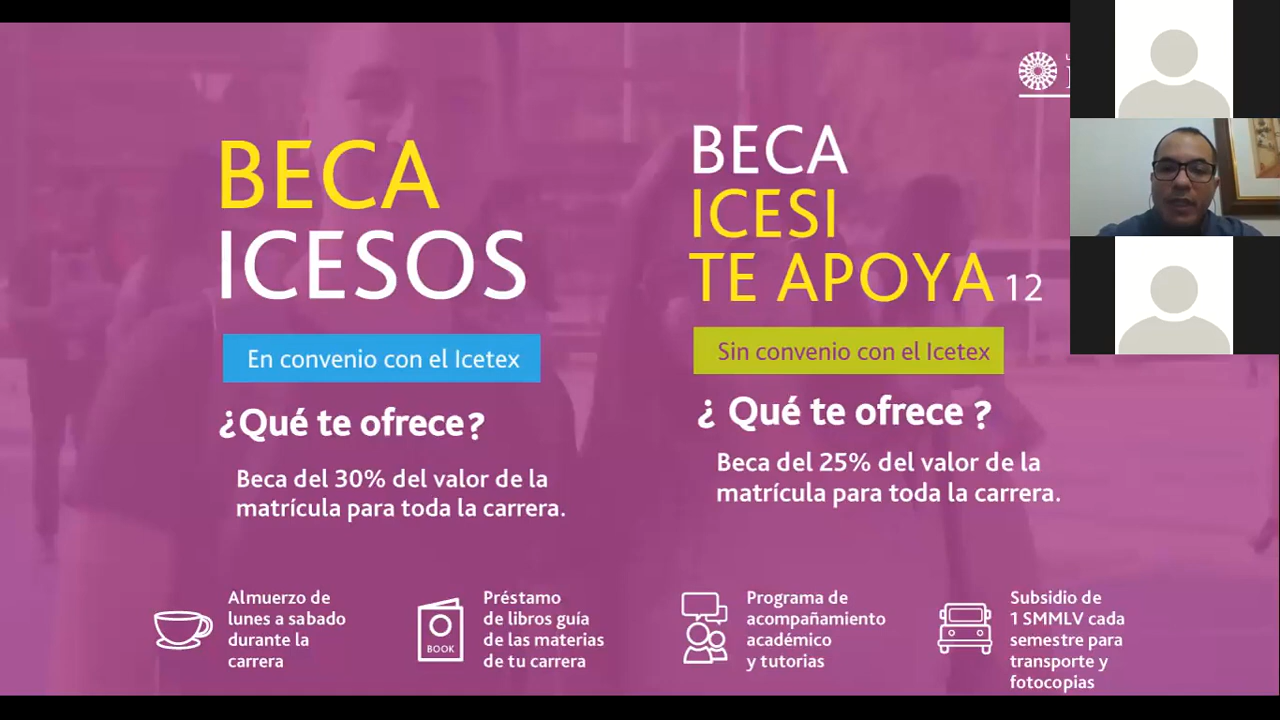 BECA
ICESOS
En convenio con el Icetex
¿Qué te ofrece?
Beca del 30% del valor de la
matrícula para toda la carrera.
BECA
ICESI
TE APOYA 12
Sin convenio con el Icetex
¿ Qué te ofrece ?
Beca del 25% del valor de la
matrícula para toda la carrera.
Almuerzo de
lunes a sabado
durante la
carrera
BOOK
Préstamo
de libros guía
de las materias
de tu carrera
Programa de
acompañamiento
académico
y tutorias
Subsidio de
1 SMMLV cada
semestre para
transporte y
fotocopias